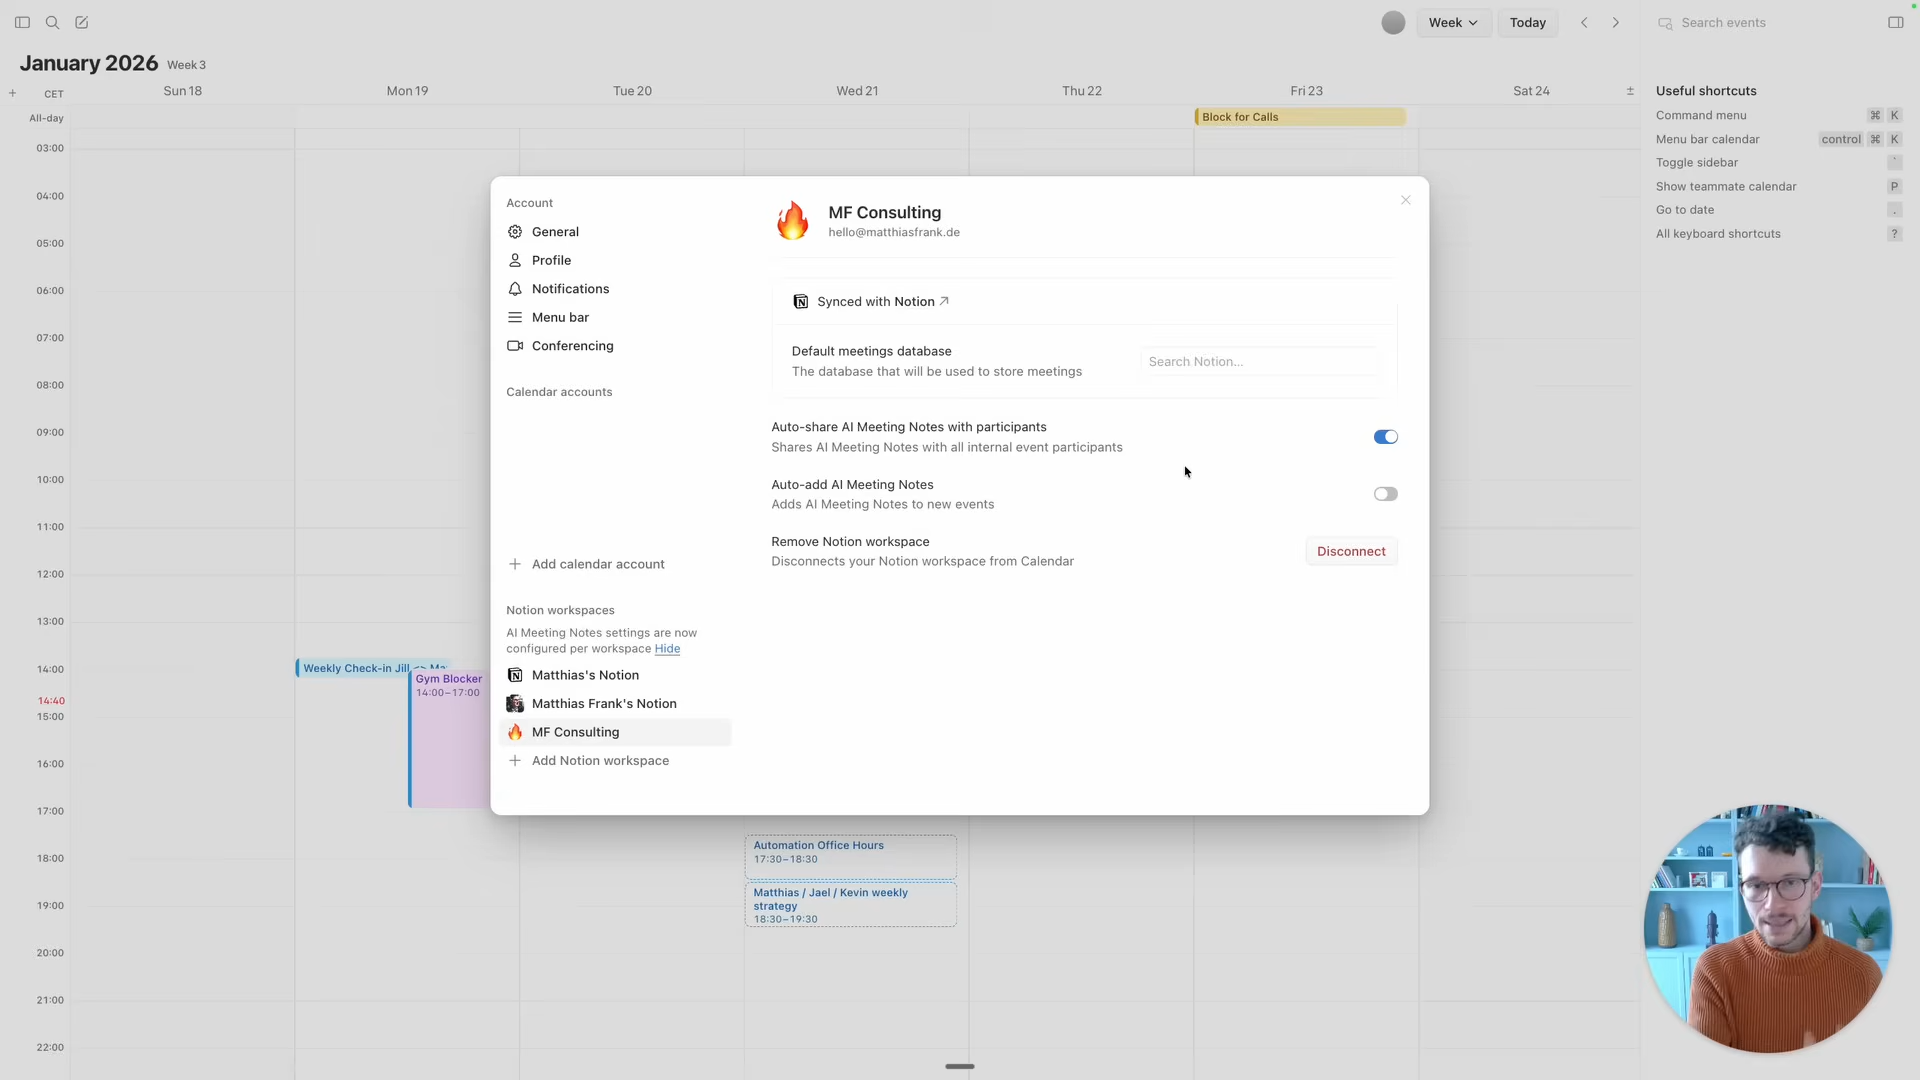 Week
Today
Search events
January 2026 Week 3
CET
Sun 18
Mon 19
Tue 20
Wed 21
Thu 22
Fri 23
Sat 24
All-day
Block for Calls
03:00
04:00
05:00
06:00
07:00
08:00
09:00
10:00
11:00
12:00
13:00
14:00
14:40
15:00
16:00
17:00
18:00
19:00
20:00
21:00
22:00
Weekly Check-in Jill <> Ma
Gym Blocker
14:00–17:00
Automation Office Hours
17:30–18:30
Matthias / Jael / Kevin weekly
strategy
18:30–19:30
Account
General
Profile
Notifications
Menu bar
Conferencing
Calendar accounts
+ Add calendar account
Notion workspaces
AI Meeting Notes settings are now
configured per workspace Hide
Matthias's Notion
Matthias Frank's Notion
MF Consulting
+ Add Notion workspace
MF Consulting
hello@matthiasfrank.de
Synced with Notion ↗
Default meetings database
The database that will be used to store meetings
Search Notion...
Auto-share AI Meeting Notes with participants
Shares AI Meeting Notes with all internal event participants
Auto-add AI Meeting Notes
Adds AI Meeting Notes to new events
Remove Notion workspace
Disconnects your Notion workspace from Calendar
Disconnect
Useful shortcuts
Command menu ⌘ K
Menu bar calendar control ⌘ K
Toggle sidebar `
Show teammate calendar P
Go to date .
All keyboard shortcuts ?